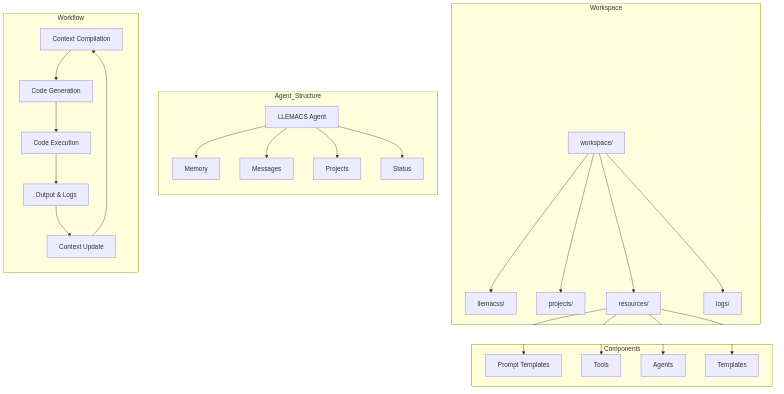 Workflow
Context Compilation
Code Generation
Code Execution
Output & Logs
Context Update
Agent_Structure
LLEMACS Agent
Memory
Messages
Projects
Status
Workspace
workspace/
llemacss/
projects/
resources/
logs/
Components
Prompt Templates
Tools
Agents
Templates